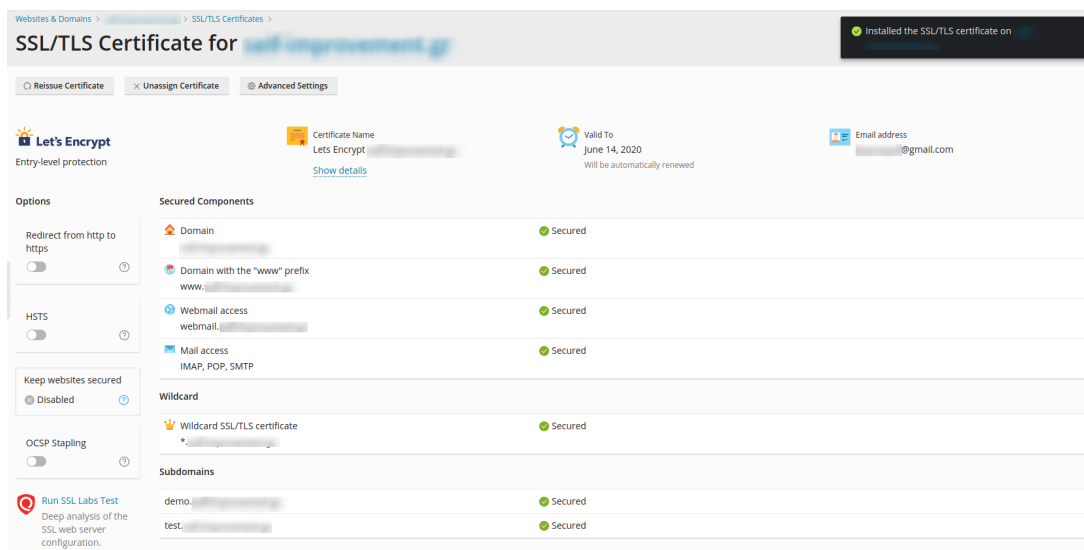 Websites & Domains > > SSL/TLS Certificates >
SSL/TLS Certificate for
Installed the SSL/TLS certificate on
Reissue Certificate
Unassign Certificate
Advanced Settings
Let's Encrypt
Entry-level protection
Certificate Name
Lets Encrypt
Show details
Valid To
June 14, 2020
Will be automatically renewed
Email address
@gmail.com
Options
Redirect from http to
https
HSTS
Keep websites secured
Disabled
OCSP Stapling
Run SSL Labs Test
Deep analysis of the
SSL web server
configuration.
Secured Components
Domain Secured
Domain with the "www" prefix Secured
www.
Webmail access Secured
webmail.
Mail access Secured
IMAP, POP, SMTP
Wildcard
Wildcard SSL/TLS certificate Secured
*.
Subdomains
demo. Secured
test. Secured